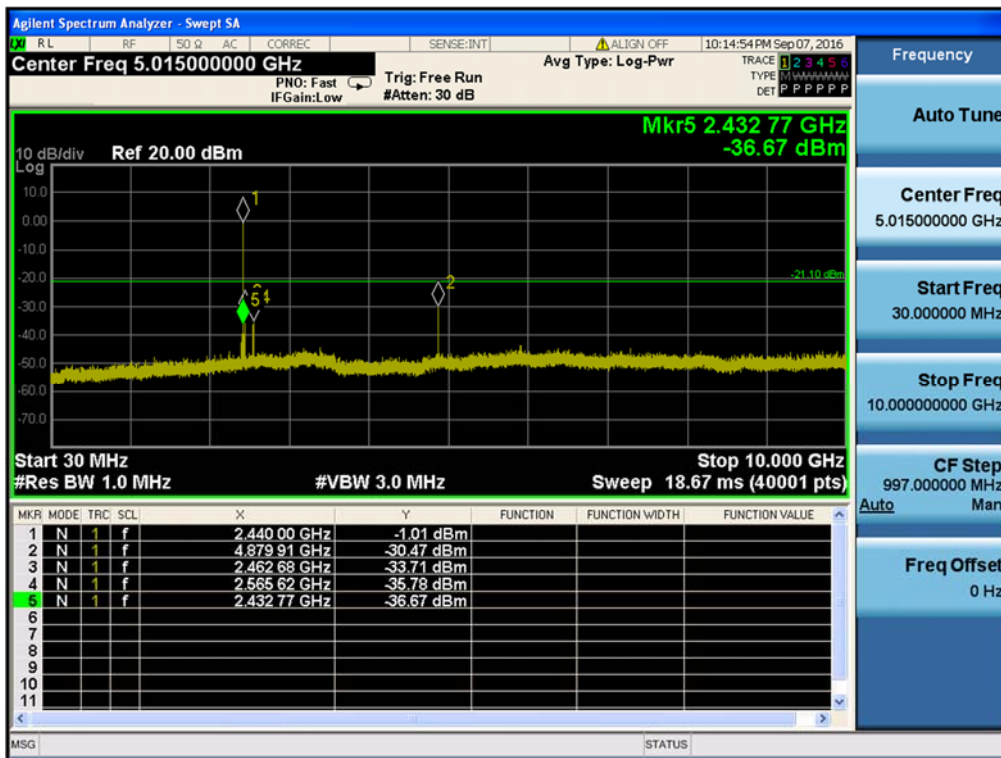 Agilent Spectrum Analyzer - Swept SA
LXI RL RF 50 Ω AC CORREC SENSE:INT ALIGN OFF 10:14:54 PM Sep 07, 2016
Center Freq 5.015000000 GHz
PNO: Fast
IFGain:Low
Trig: Free Run
#Atten: 30 dB
Avg Type: Log-Pwr
TRACE 1 2 3 4 5 6
TYPE M
DET P P P P P P
Mkr5 2.432 77 GHz
-36.67 dBm
10 dB/div Ref 20.00 dBm
Log
10.0
0.00
-10.0
-20.0
-30.0
-40.0
-50.0
-60.0
-70.0
1
2
5 4
-21.10 dBm
Start 30 MHz Stop 10.000 GHz
#Res BW 1.0 MHz #VBW 3.0 MHz Sweep 18.67 ms (40001 pts)
MKR MODE TRC SCL X Y FUNCTION FUNCTION WIDTH FUNCTION VALUE
1 N 1 f 2.440 00 GHz -1.01 dBm
2 N 1 f 4.879 91 GHz -30.47 dBm
3 N 1 f 2.462 68 GHz -33.71 dBm
4 N 1 f 2.565 62 GHz -35.78 dBm
5 N 1 f 2.432 77 GHz -36.67 dBm
6
7
8
9
10
11
MSG STATUS
Frequency
Auto Tune
Center Freq
5.015000000 GHz
Start Freq
30.000000 MHz
Stop Freq
10.000000000 GHz
CF Step
997.000000 MHz
Auto Man
Freq Offset
0 Hz